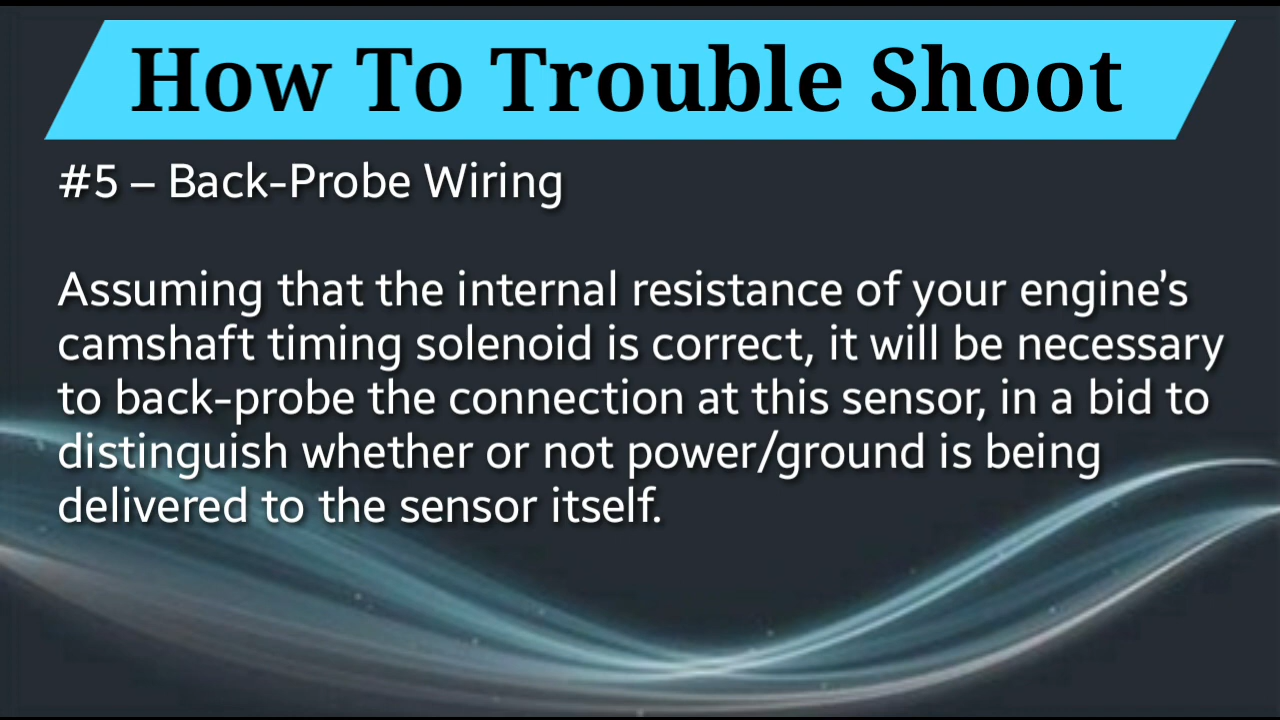 How To Trouble Shoot
#5 – Back-Probe Wiring
Assuming that the internal resistance of your engine’s
camshaft timing solenoid is correct, it will be necessary
to back-probe the connection at this sensor, in a bid to
distinguish whether or not power/ground is being
delivered to the sensor itself.